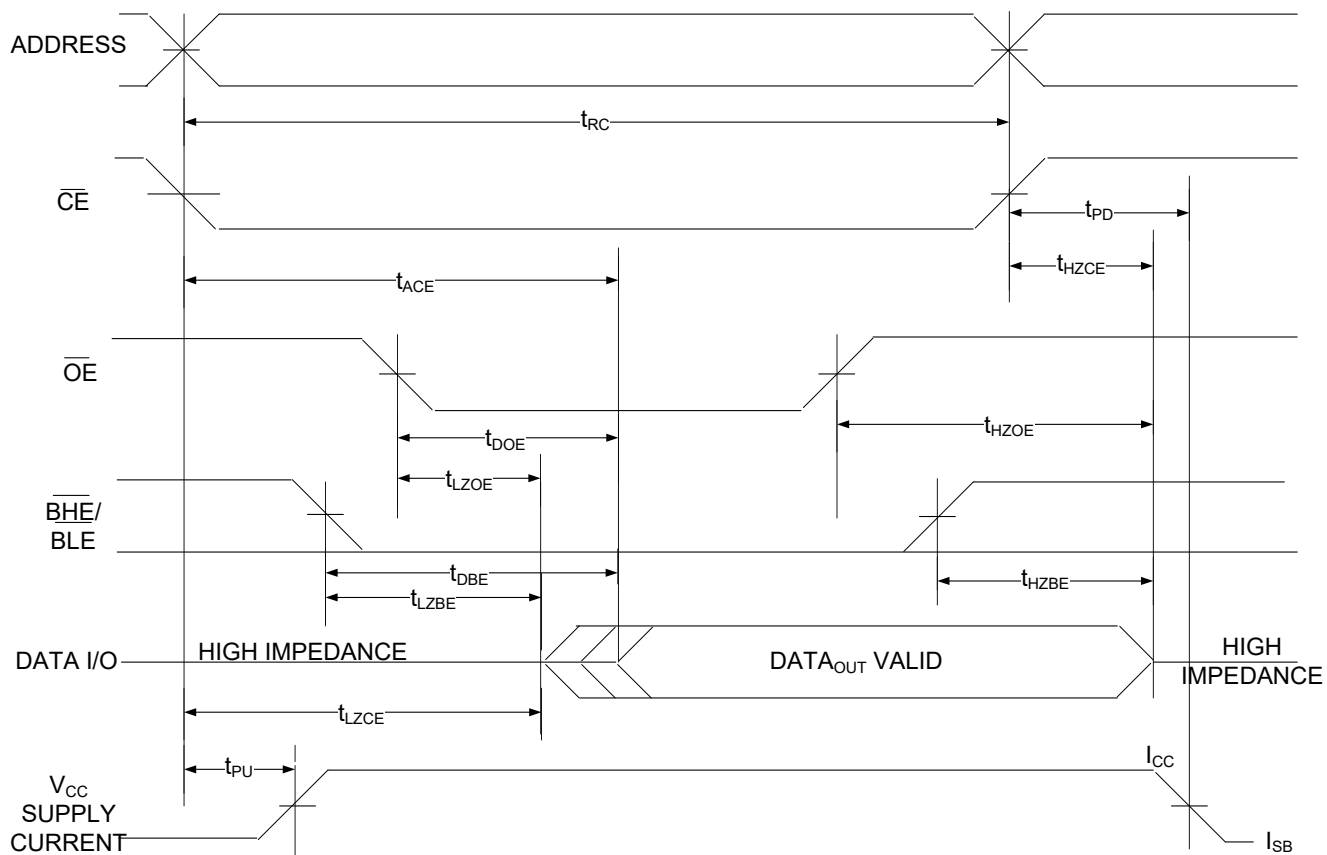 ADDRESS
tRC
CE
tPD
tHZCE
tACE
OE
tDOE
tHZOE
tLZOE
BHE/
BLE
tDBE
tHZBE
tLZBE
DATA I/O
HIGH IMPEDANCE
DATAOUT VALID
HIGH
IMPEDANCE
tLZCE
tPU
ICC
VCC
SUPPLY
CURRENT
ISB